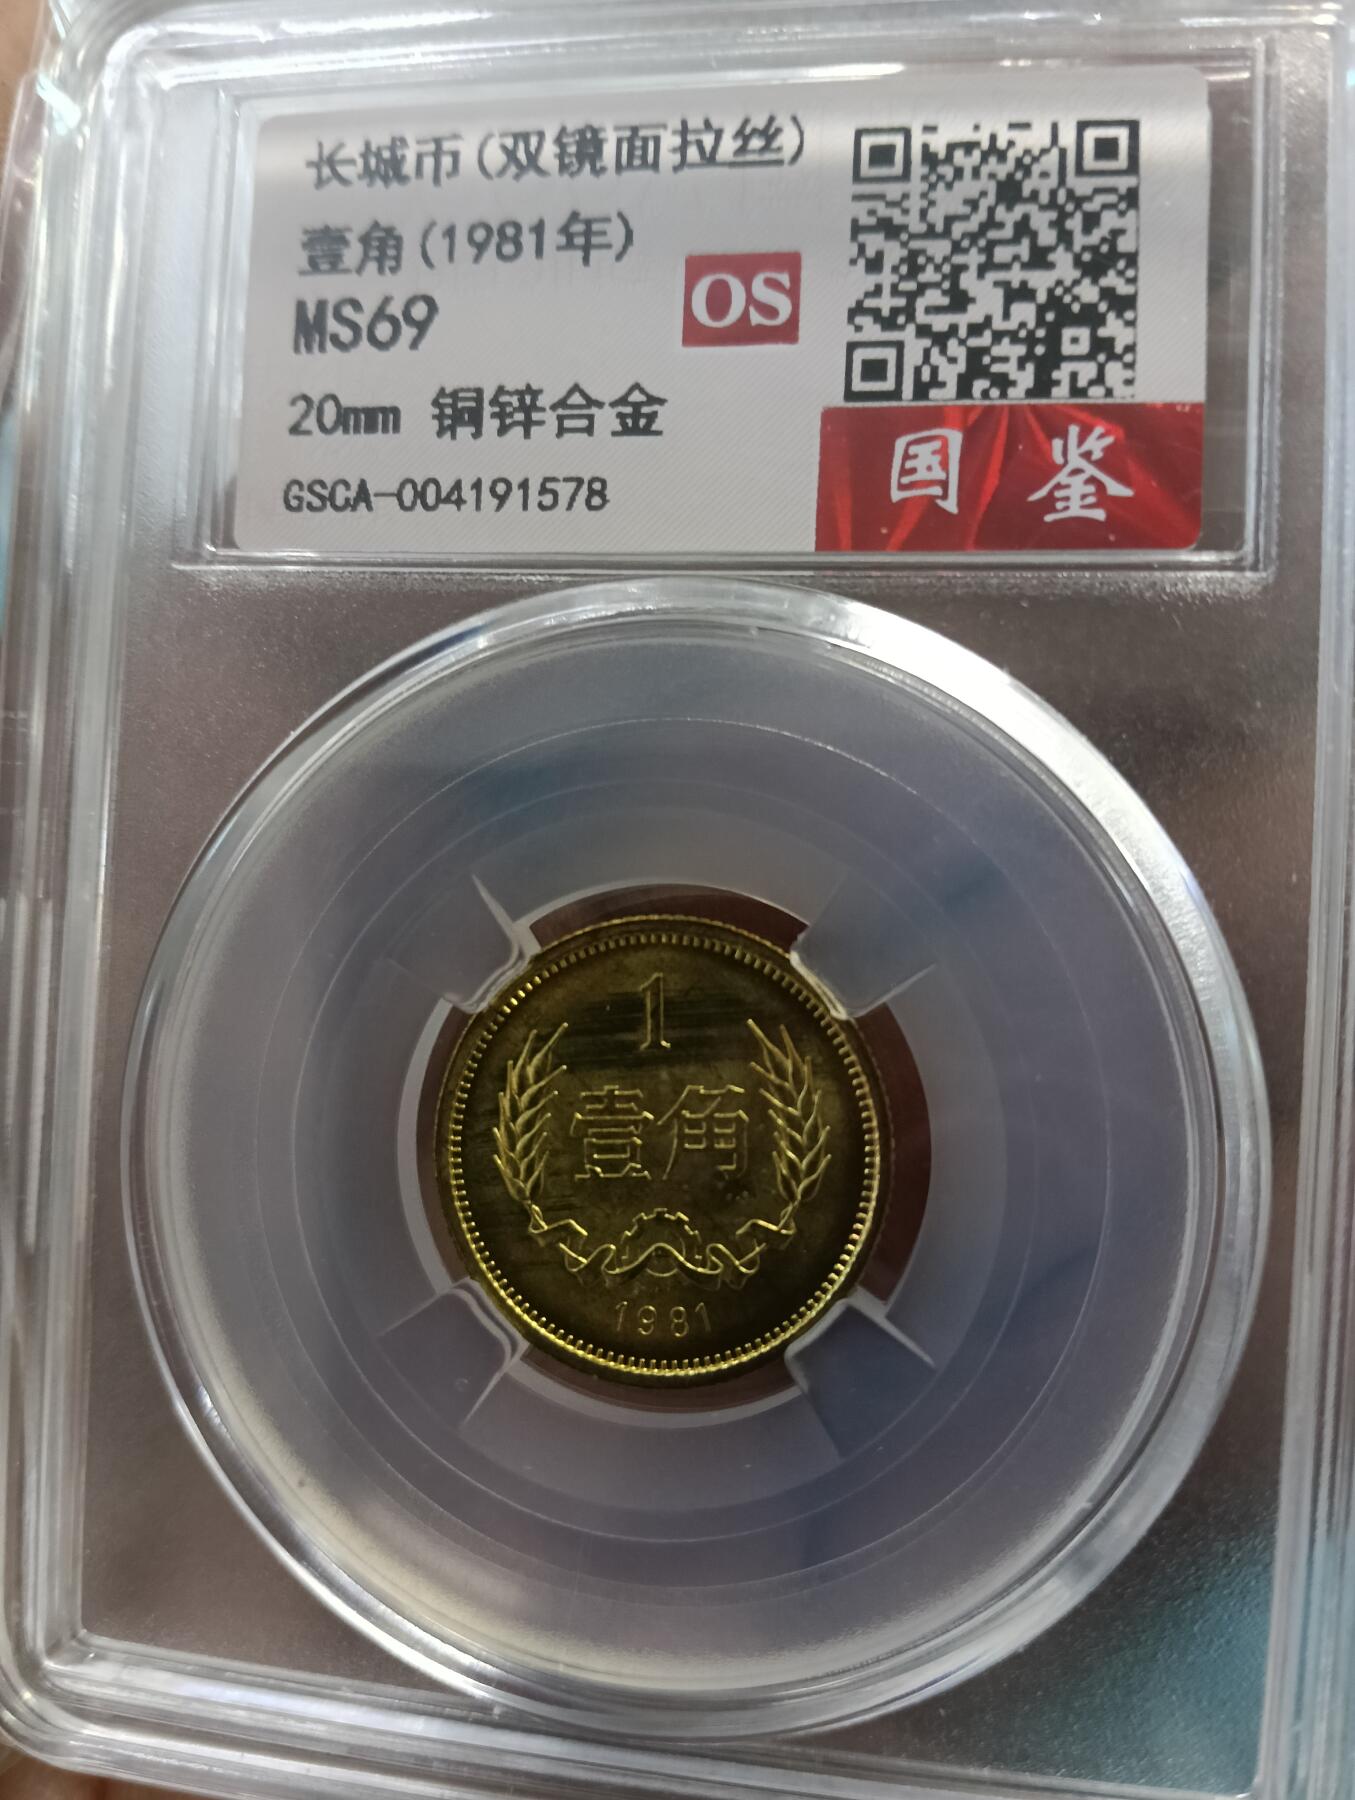 长城币(双镜面拉丝)
壹角(1981年)
MS69
OS
20mm 铜锌合金
GSCA-004191578
国鉴
1
壹角
1981